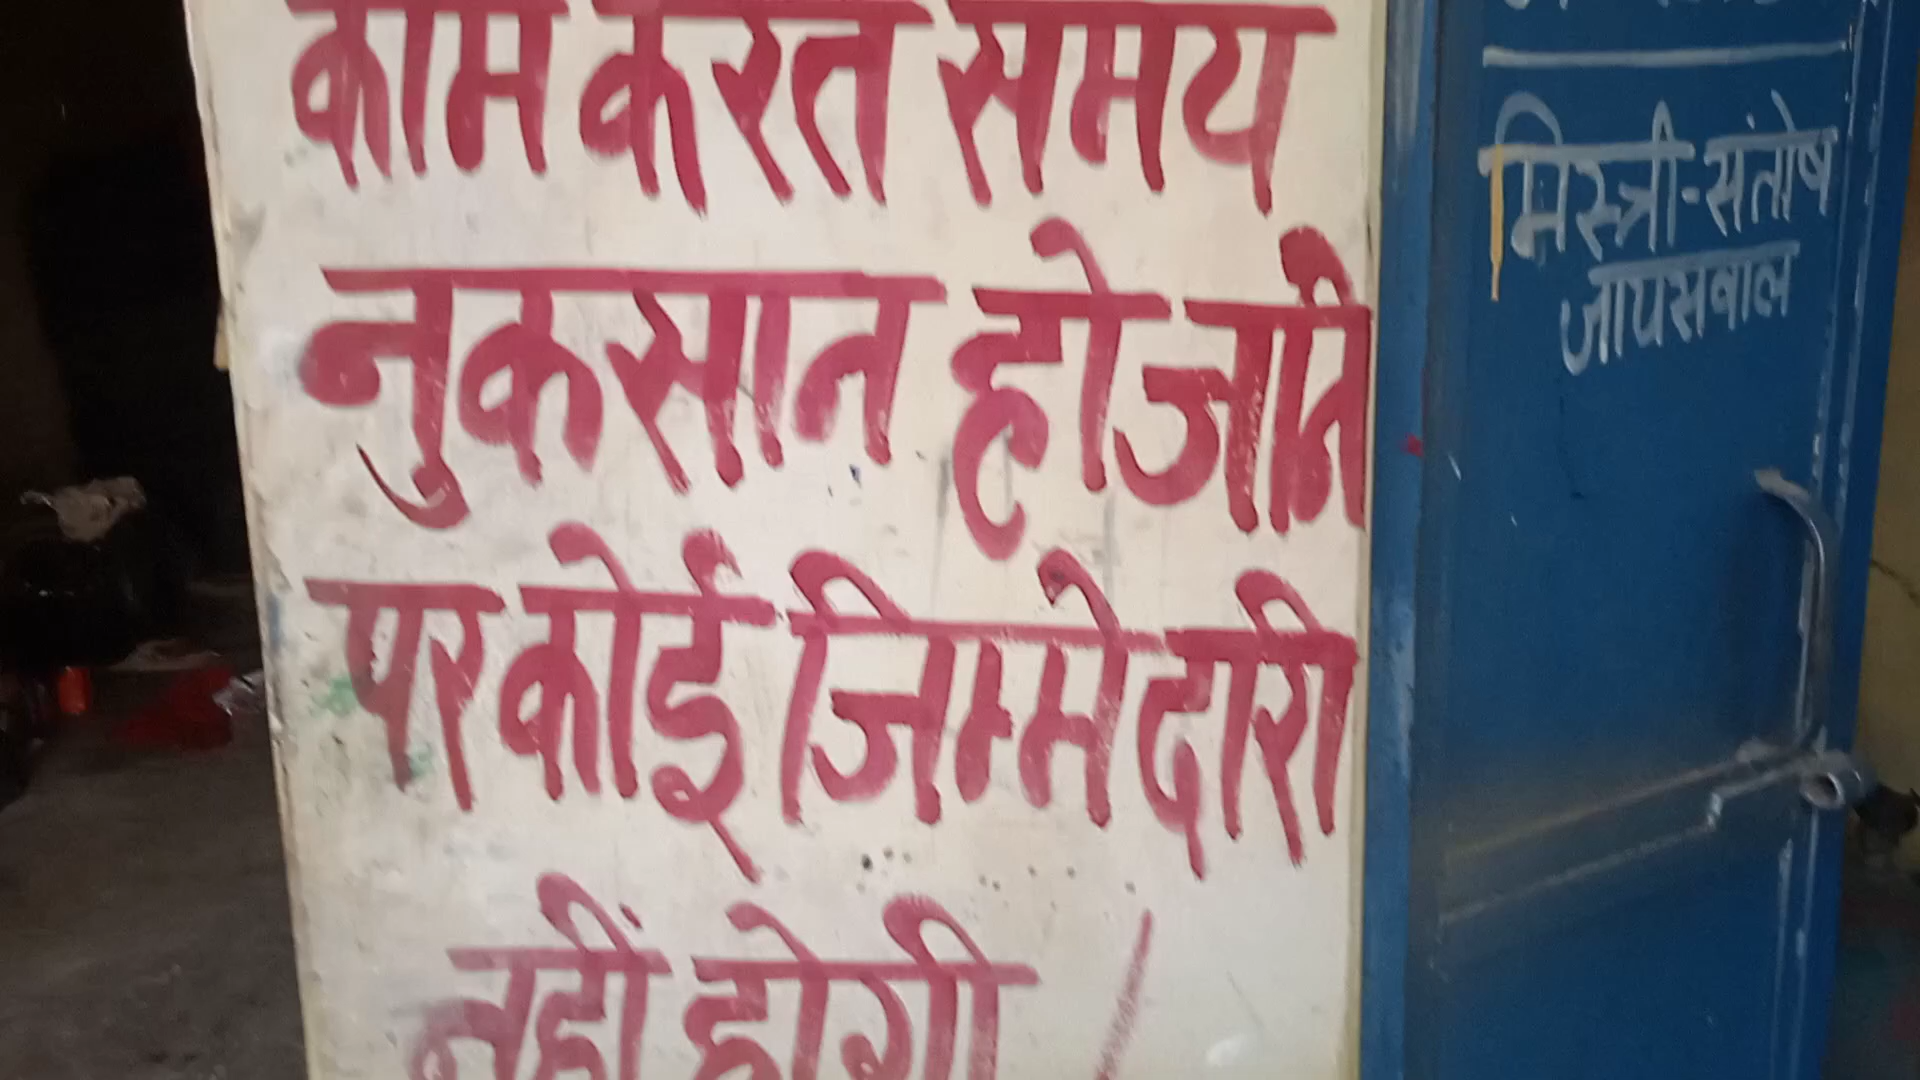 काम करते समय
नुकसान हो जाने
पर कोई जिम्मेदारी
नहीं होगी /
मिस्त्री - संतोष
जायसवाल